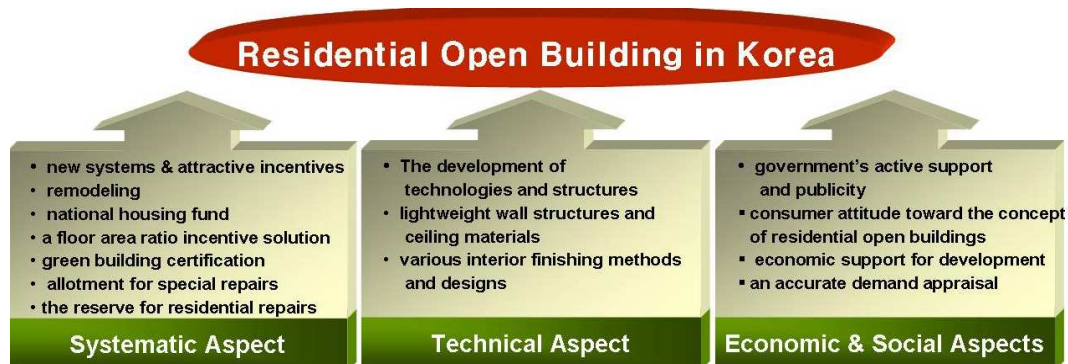 Residential Open Building in Korea
• new systems & attractive incentives
• remodeling
• national housing fund
• a floor area ratio incentive solution
• green building certification
• allotment for special repairs
• the reserve for residential repairs
Systematic Aspect
• The development of
technologies and structures
• lightweight wall structures and
ceiling materials
• various interior finishing methods
and designs
Technical Aspect
• government's active support
and publicity
▪ consumer attitude toward the concept
of residential open buildings
▪ economic support for development
▪ an accurate demand appraisal
Economic & Social Aspects